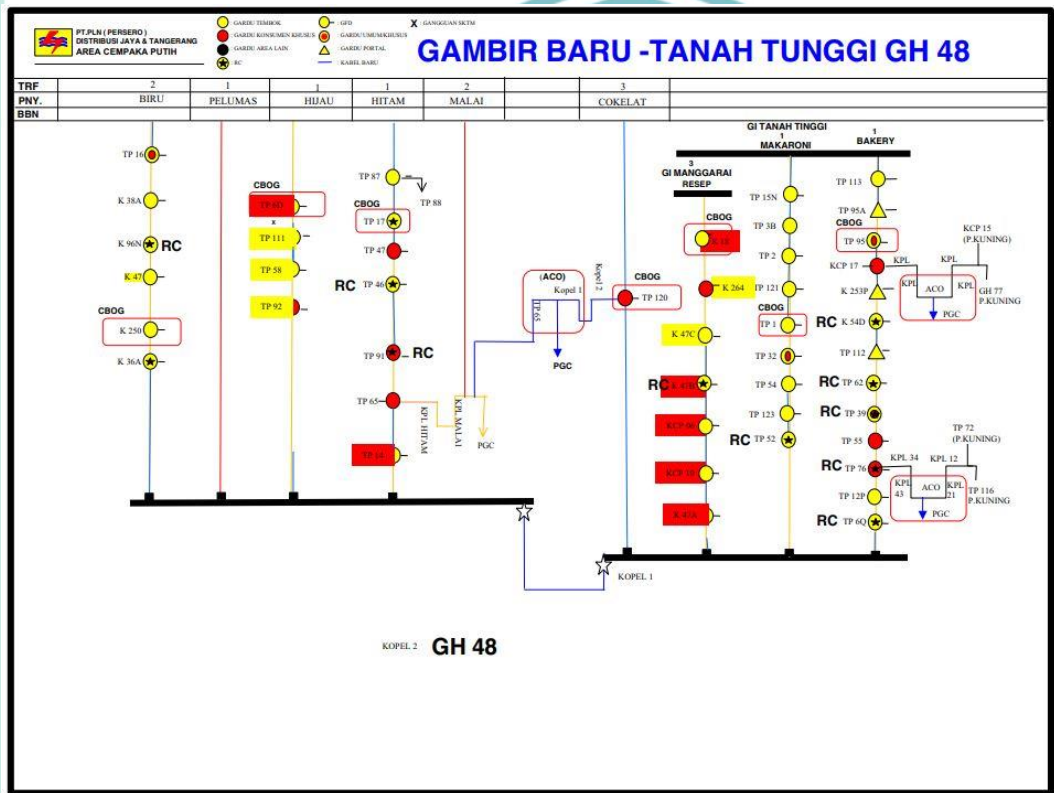 PT.PLN ( PERSERO )
DISTRIBUSI JAYA & TANGERANG
AREA CEMPAKA PUTIH
: GARDU TEMBOK
: GARDU KONSUMEN KHUSUS
: GARDU AREA LAIN
: RC
: GFD
: GARDU UMUM/KHUSUS
: GARDU PORTAL
: KABEL BARU
X : GANGGUAN SKTM
GAMBIR BARU -TANAH TUNGGI GH 48
TRF 2 1 1 1 2 3
PNY. BIRU PELUMAS HIJAU HITAM MALAI COKELAT
BBN
TP 16
K 38A
K 96N RC
K 47
CBOG
K 250
K 36A
CBOG
TP 6D
x
TP 111
TP 58
TP 92
TP 87
TP 88
CBOG
TP 17
TP 47
RC TP 46
TP 91 RC
TP 65
TP 14
KPL HITAM
KPL MALAI
PGC
(ACO)
Kopel 1
TP 65
PGC
Kopel 2
CBOG
TP 120
3
GI MANGGARAI
RESEP
CBOG
K 18
K 264
K 47C
RC K 47B
K 47A
GI TANAH TINGGI
1
MAKARONI
TP 15N
TP 3B
TP 2
TP 121
CBOG
TP 1
TP 32
TP 54
TP 123
RC TP 52
1
BAKERY
TP 113
TP 95A
CBOG
TP 95
KCP 17
K 253P
RC K 54D
TP 112
RC TP 62
RC TP 39
TP 55
RC TP 76
TP 12P
RC TP 6Q
KCP 15
(P.KUNING)
KPL KPL
KPL ACO KPL
GH 77
P.KUNING
PGC
TP 72
(P.KUNING)
KPL 34 KPL 12
KPL 43 ACO KPL 21
TP 116
P.KUNING
PGC
KOPEL 1
KOPEL 2 GH 48